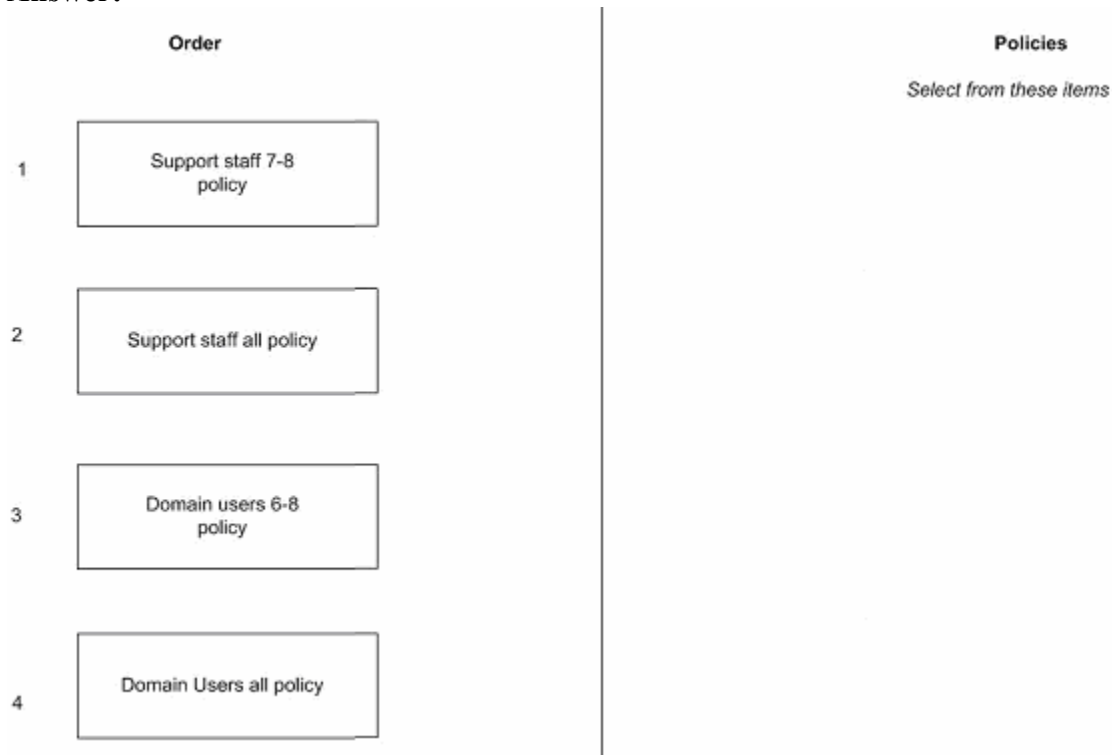 Answer:
Order
Policies
Select from these items
1
Support staff 7-8
policy
2
Support staff all policy
3
Domain users 6-8
policy
4
Domain Users all policy